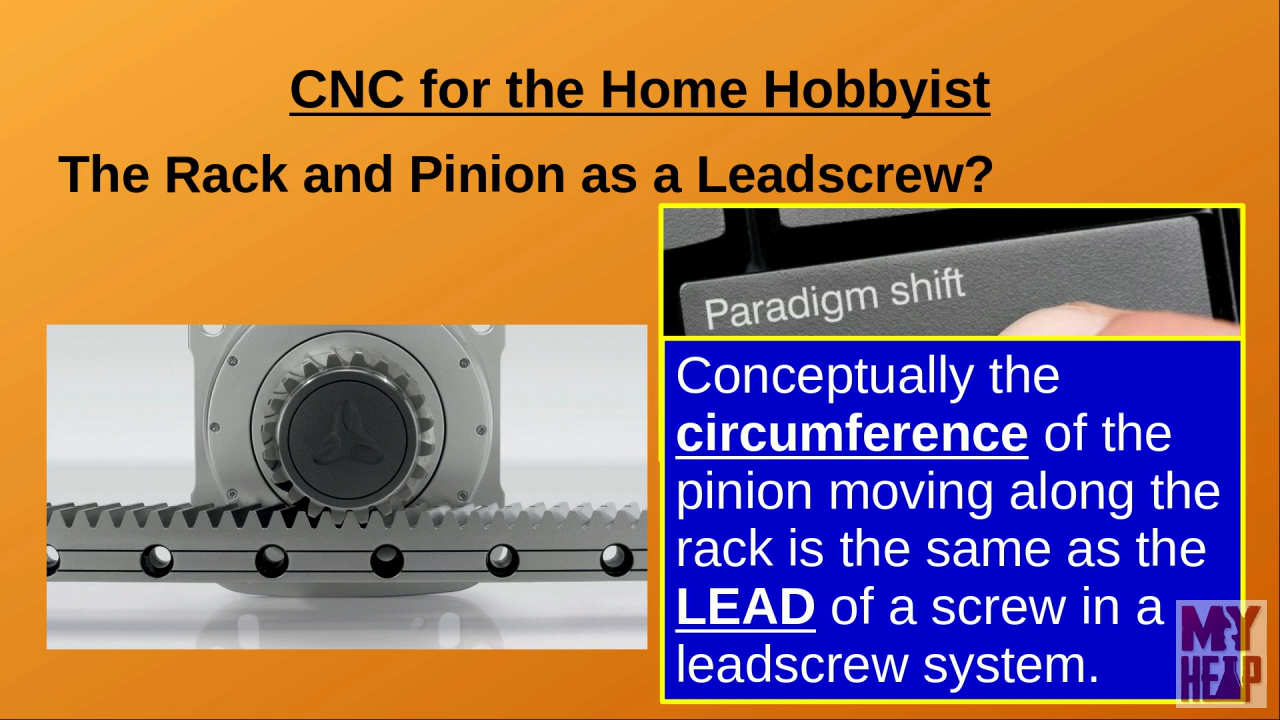 CNC for the Home Hobbyist
The Rack and Pinion as a Leadscrew?
Paradigm shift
Conceptually the
circumference of the
pinion moving along the
rack is the same as the
LEAD of a screw in a
leadscrew system.
MY
HEAP